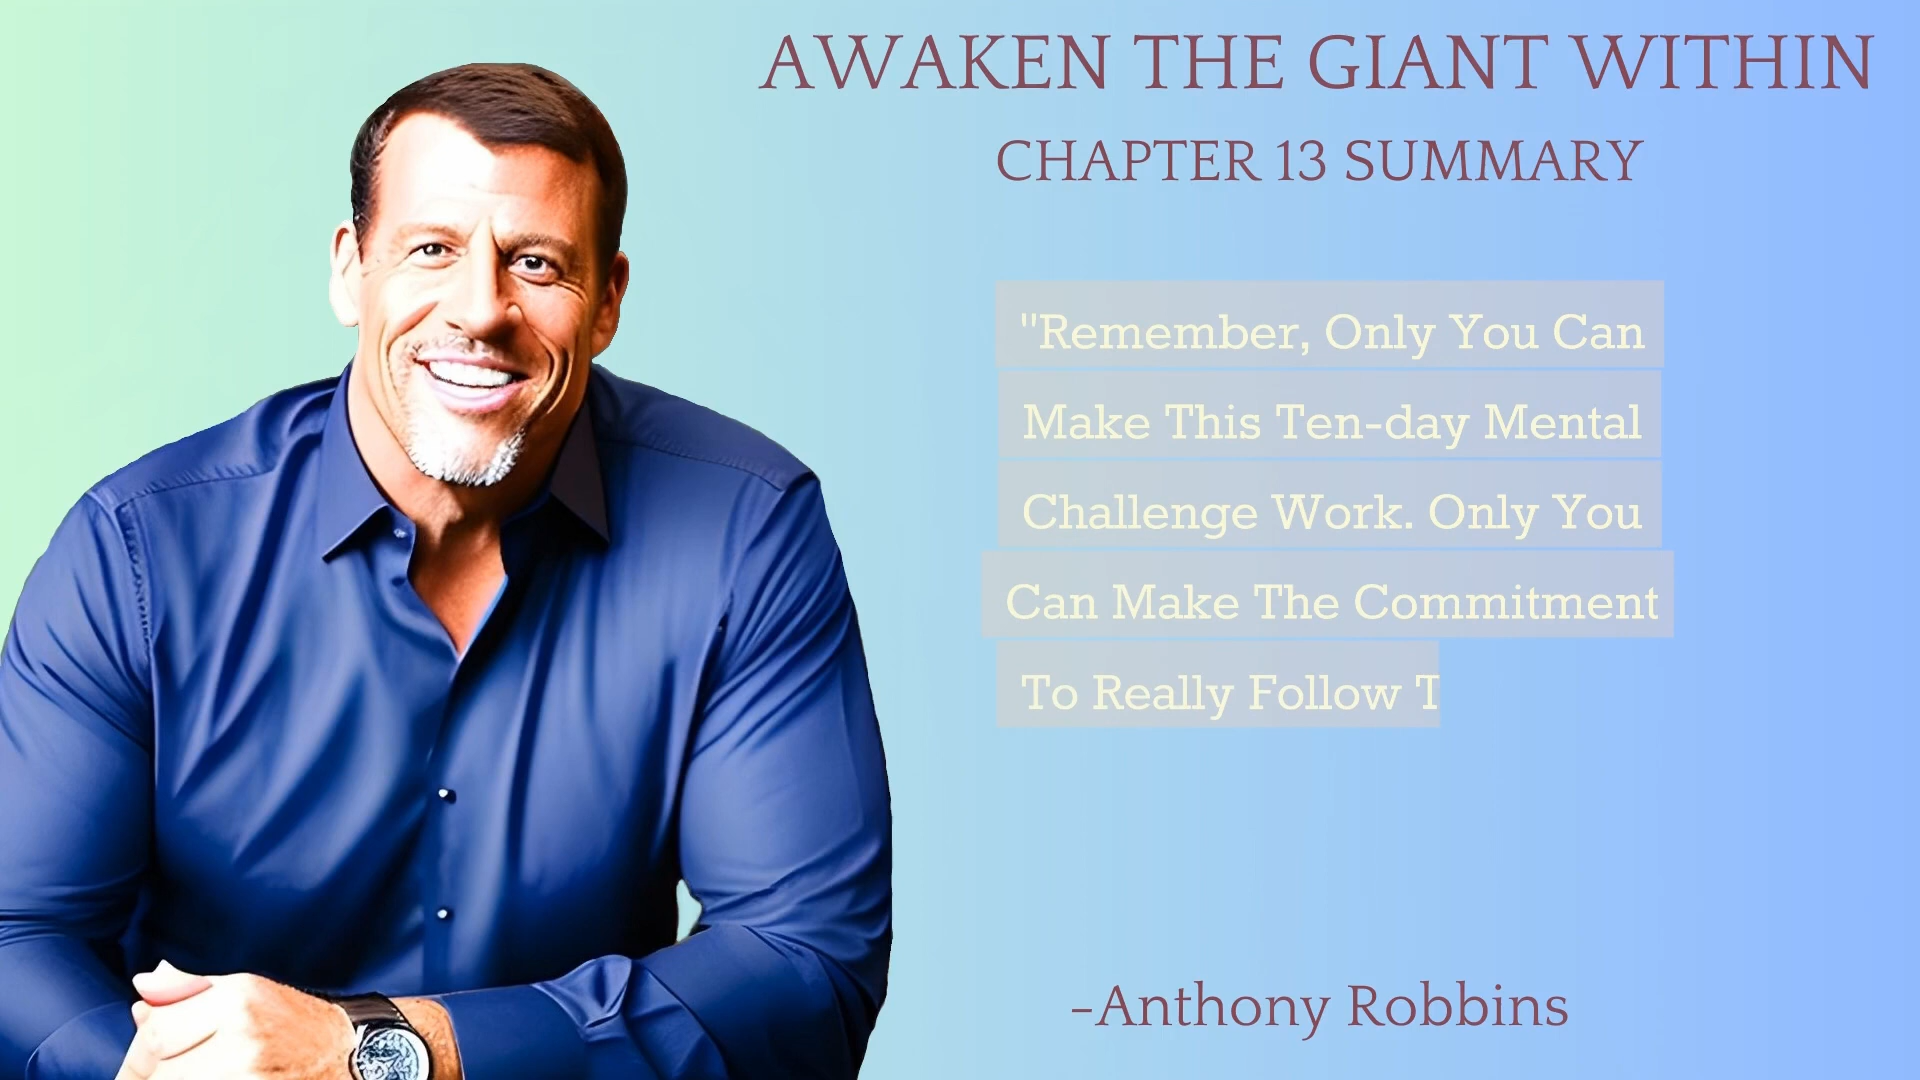 AWAKEN THE GIANT WITHIN
CHAPTER 13 SUMMARY
"Remember, Only You Can
Make This Ten-day Mental
Challenge Work. Only You
Can Make The Commitment
To Really Follow T
-Anthony Robbins